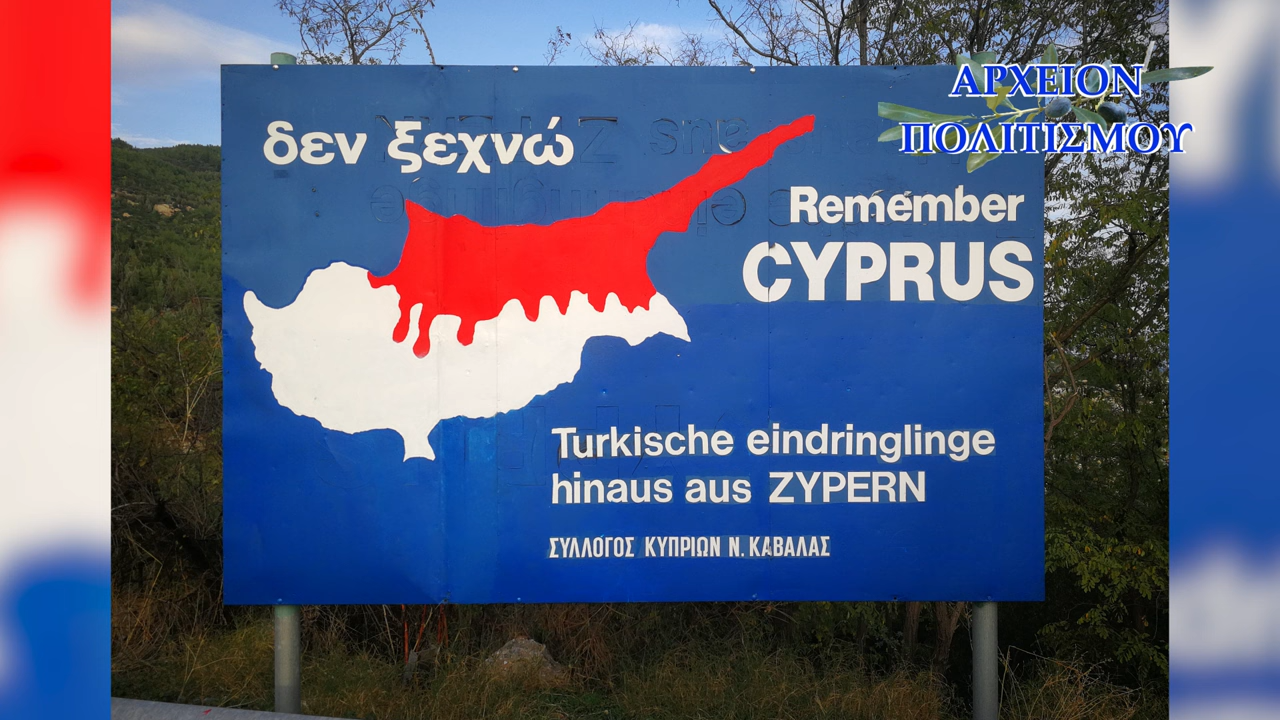 ΑΡΧΕΙΟΝ
ΠΟΛΙΤΙΣΜΟΥ
δεν ξεχνώ
Remember
CYPRUS
Turkische eindringlinge
hinaus aus ZYPERN
ΣΥΛΛΟΓΟΣ ΚΥΠΡΙΩΝ Ν. ΚΑΒΑΛΑΣ